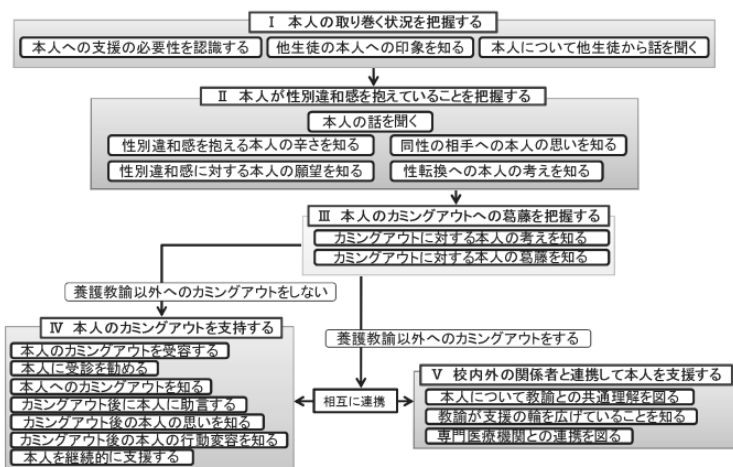 Ⅰ 本人の取り巻く状況を把握する
本人への支援の必要性を認識する
他生徒の本人への印象を知る
本人について他生徒から話を聞く
Ⅱ 本人が性別違和感を抱えていることを把握する
本人の話を聞く
性別違和感を抱える本人の辛さを知る
同性の相手への本人の思いを知る
性別違和感に対する本人の願望を知る
性転換への本人の考えを知る
Ⅲ 本人のカミングアウトへの葛藤を把握する
カミングアウトに対する本人の考えを知る
カミングアウトに対する本人の葛藤を知る
養護教諭以外へのカミングアウトをしない
養護教諭以外へのカミングアウトをする
Ⅳ 本人のカミングアウトを支持する
本人のカミングアウトを受容する
本人に受診を勧める
本人へのカミングアウトを知る
カミングアウト後に本人に助言する
カミングアウト後の本人の思いを知る
カミングアウト後の本人の行動変容を知る
本人を継続的に支援する
相互に連携
Ⅴ 校内外の関係者と連携して本人を支援する
本人について教諭との共通理解を図る
教諭が支援の輪を広げていることを知る
専門医療機関との連携を図る